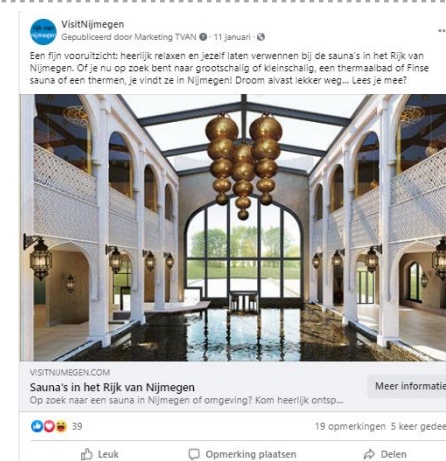 VisitNijmegen
Gepubliceerd door Marketing TVAN · 11 januari ·
Een fijn vooruitzicht: heerlijk relaxen en jezelf laten verwennen bij de sauna's in het Rijk van
Nijmegen. Of je nu op zoek bent naar grootschalig of kleinschalig, een thermaalbad of Finse
sauna of een thermen, je vindt ze in Nijmegen! Droom alvast lekker weg... Lees je mee?
VISITNIJMEGEN.COM
Sauna's in het Rijk van Nijmegen
Meer informatie
Op zoek naar een sauna in Nijmegen of omgeving? Kom heerlijk ontsp...
39
19 opmerkingen 5 keer gedee
Leuk
Opmerking plaatsen
Delen